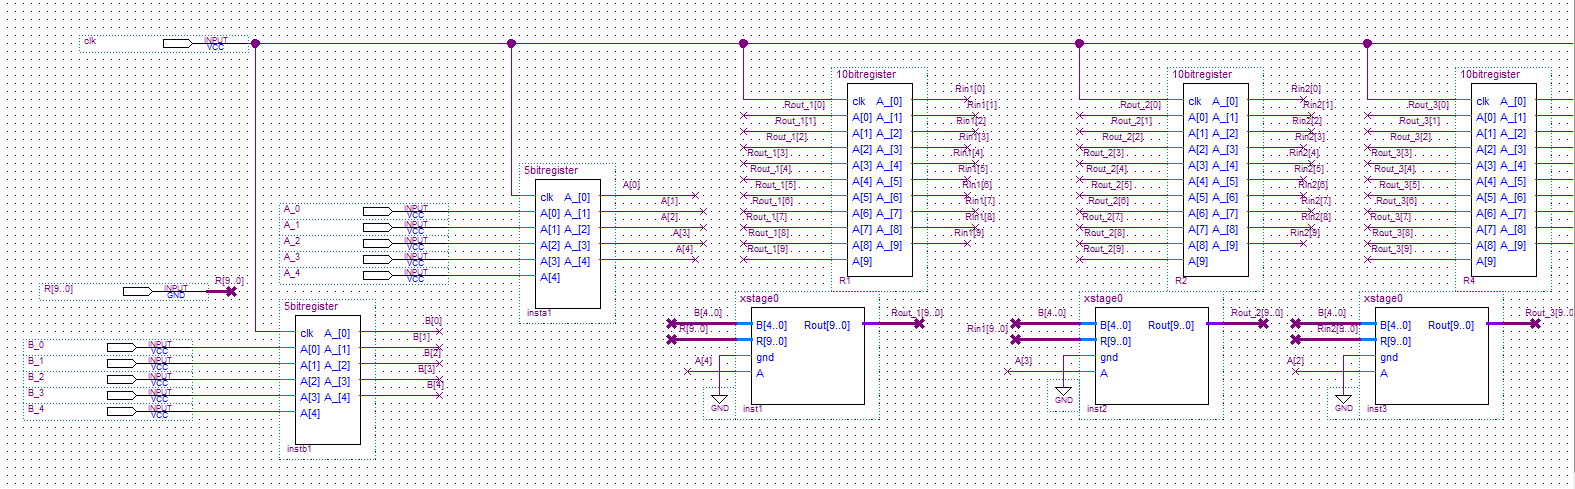 clk
INPUT
VCC
10bitregister
clk A_[0]
A[0] A_[1]
A[1] A_[2]
A[2] A_[3]
A[3] A_[4]
A[4] A_[5]
A[5] A_[6]
A[6] A_[7]
A[7] A_[8]
A[8] A_[9]
A[9]
R1
Rout_1[0]
Rout_1[1]
Rout_1[2]
Rout_1[3]
Rout_1[4]
Rout_1[5]
Rout_1[6]
Rout_1[7]
Rout_1[8]
Rout_1[9]
Rin1[0]
Rin1[1]
Rin1[2]
Rin1[3]
Rin1[4]
Rin1[5]
Rin1[6]
Rin1[7]
Rin1[8]
Rin1[9]
10bitregister
clk A_[0]
A[0] A_[1]
A[1] A_[2]
A[2] A_[3]
A[3] A_[4]
A[4] A_[5]
A[5] A_[6]
A[6] A_[7]
A[7] A_[8]
A[8] A_[9]
A[9]
R2
Rout_2[0]
Rout_2[1]
Rout_2[2]
Rout_2[3]
Rout_2[4]
Rout_2[5]
Rout_2[6]
Rout_2[7]
Rout_2[8]
Rout_2[9]
Rin2[0]
Rin2[1]
Rin2[2]
Rin2[3]
Rin2[4]
Rin2[5]
Rin2[6]
Rin2[7]
Rin2[8]
Rin2[9]
10bitregister
clk A_[0]
A[0] A_[1]
A[1] A_[2]
A[2] A_[3]
A[3] A_[4]
A[4] A_[5]
A[5] A_[6]
A[6] A_[7]
A[7] A_[8]
A[8] A_[9]
A[9]
R4
Rout_3[0]
Rout_3[1]
Rout_3[2]
Rout_3[3]
Rout_3[4]
Rout_3[5]
Rout_3[6]
Rout_3[7]
Rout_3[8]
Rout_3[9]
5bitregister
clk A_[0]
A[0] A_[1]
A[1] A_[2]
A[2] A_[3]
A[3] A_[4]
A[4]
insta1
A[0]
A[1]
A[2]
A[3]
A[4]
A_0
INPUT
VCC
A_1
INPUT
VCC
A_2
INPUT
VCC
A_3
INPUT
VCC
A_4
INPUT
VCC
R[9..0]
INPUT
GND
R[9..0]
5bitregister
clk A_[0]
A[0] A_[1]
A[1] A_[2]
A[2] A_[3]
A[3] A_[4]
A[4]
instb1
B[0]
B[1]
B[2]
B[3]
B[4]
B_0
INPUT
VCC
B_1
INPUT
VCC
B_2
INPUT
VCC
B_3
INPUT
VCC
B_4
INPUT
VCC
xstage0
B[4..0] Rout[9..0]
R[9..0]
gnd
A
inst1
B[4..0]
R[9..0]
A[4]
GND
Rout_1[9..0]
xstage0
B[4..0] Rout[9..0]
R[9..0]
gnd
A
inst2
B[4..0]
Rin1[9..0]
A[3]
GND
Rout_2[9..0]
xstage0
B[4..0] Rout[9..0]
R[9..0]
gnd
A
inst3
B[4..0]
Rin2[9..0]
A[2]
GND
Rout_3[9..0